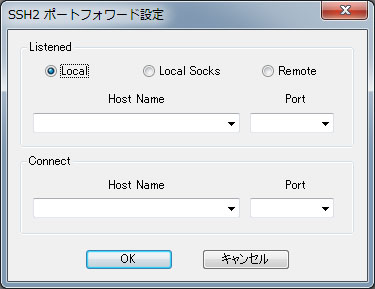 SSH2 ポートフォワード設定
Listened
Local Local Socks Remote
Host Name Port
Connect
Host Name Port
OK キャンセル